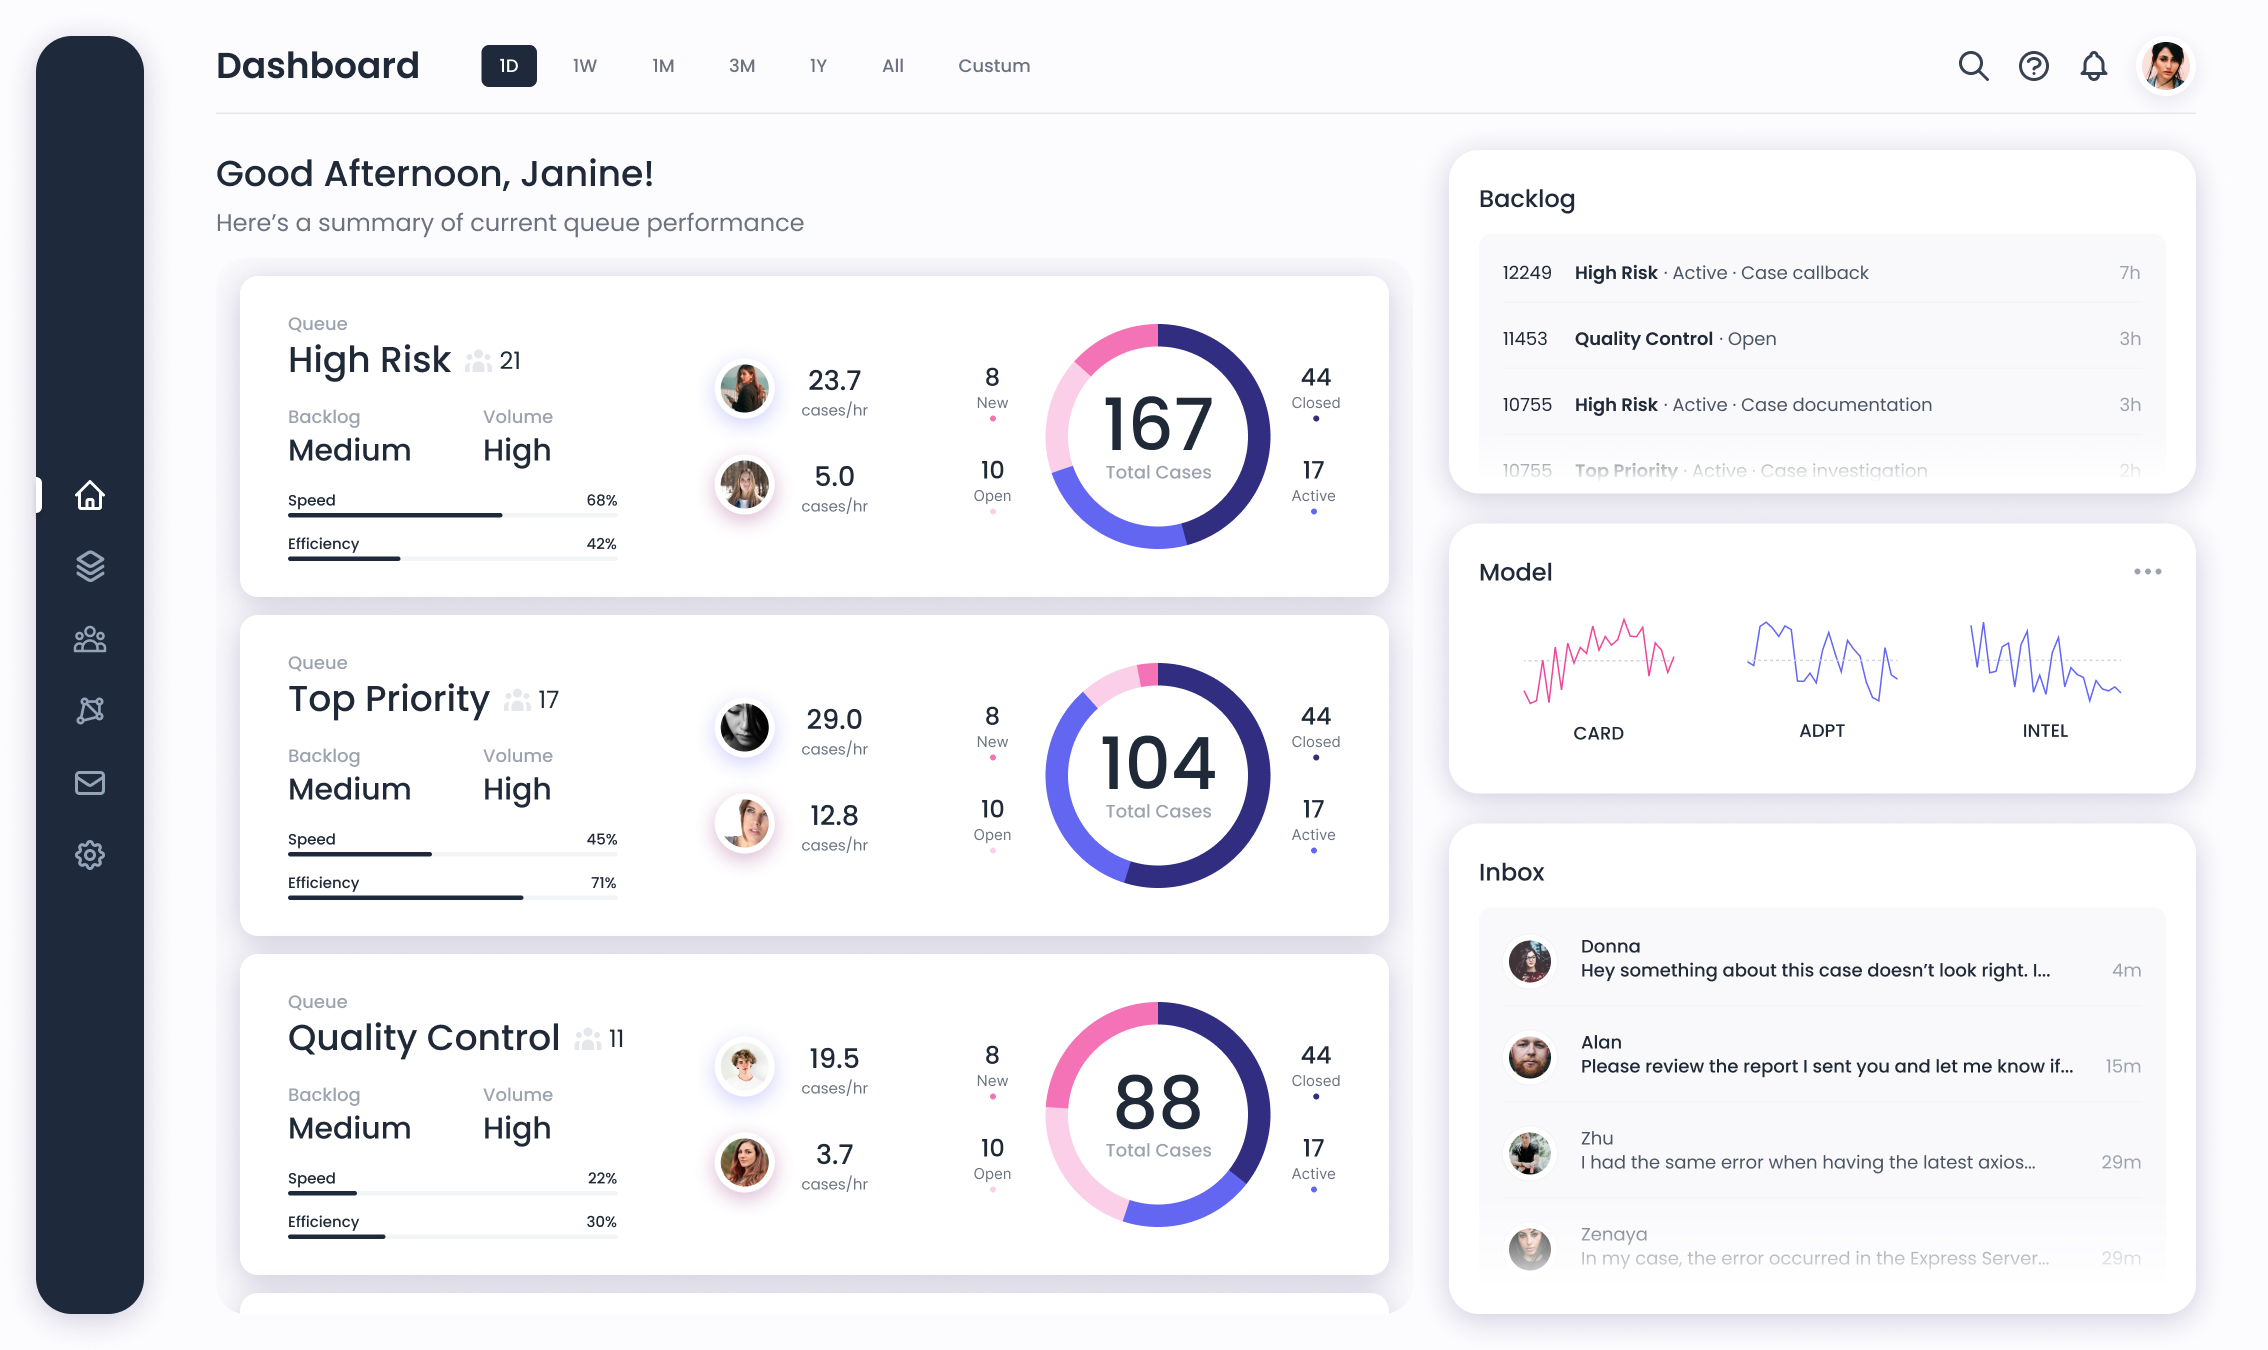 Dashboard
1D 1W 1M 3M 1Y All Custum
Good Afternoon, Janine!
Here’s a summary of current queue performance
Queue
High Risk 21
Backlog Volume
Medium High
Speed 68%
Efficiency 42%
23.7
cases/hr
5.0
cases/hr
8
New
10
Open
167
Total Cases
44
Closed
17
Active
Queue
Top Priority 17
Backlog Volume
Medium High
Speed 45%
Efficiency 71%
29.0
cases/hr
12.8
cases/hr
8
New
10
Open
104
Total Cases
44
Closed
17
Active
Queue
Quality Control 11
Backlog Volume
Medium High
Speed 22%
Efficiency 30%
19.5
cases/hr
3.7
cases/hr
8
New
10
Open
88
Total Cases
44
Closed
17
Active
Backlog
12249 High Risk · Active · Case callback 7h
11453 Quality Control · Open 3h
10755 High Risk · Active · Case documentation 3h
10755 Top Priority · Active · Case investigation 2h
Model
CARD ADPT INTEL
Inbox
Donna
Hey something about this case doesn’t look right. I... 4m
Alan
Please review the report I sent you and let me know if... 15m
Zhu
I had the same error when having the latest axios... 29m
Zenaya
In my case, the error occurred in the Express Server... 29m